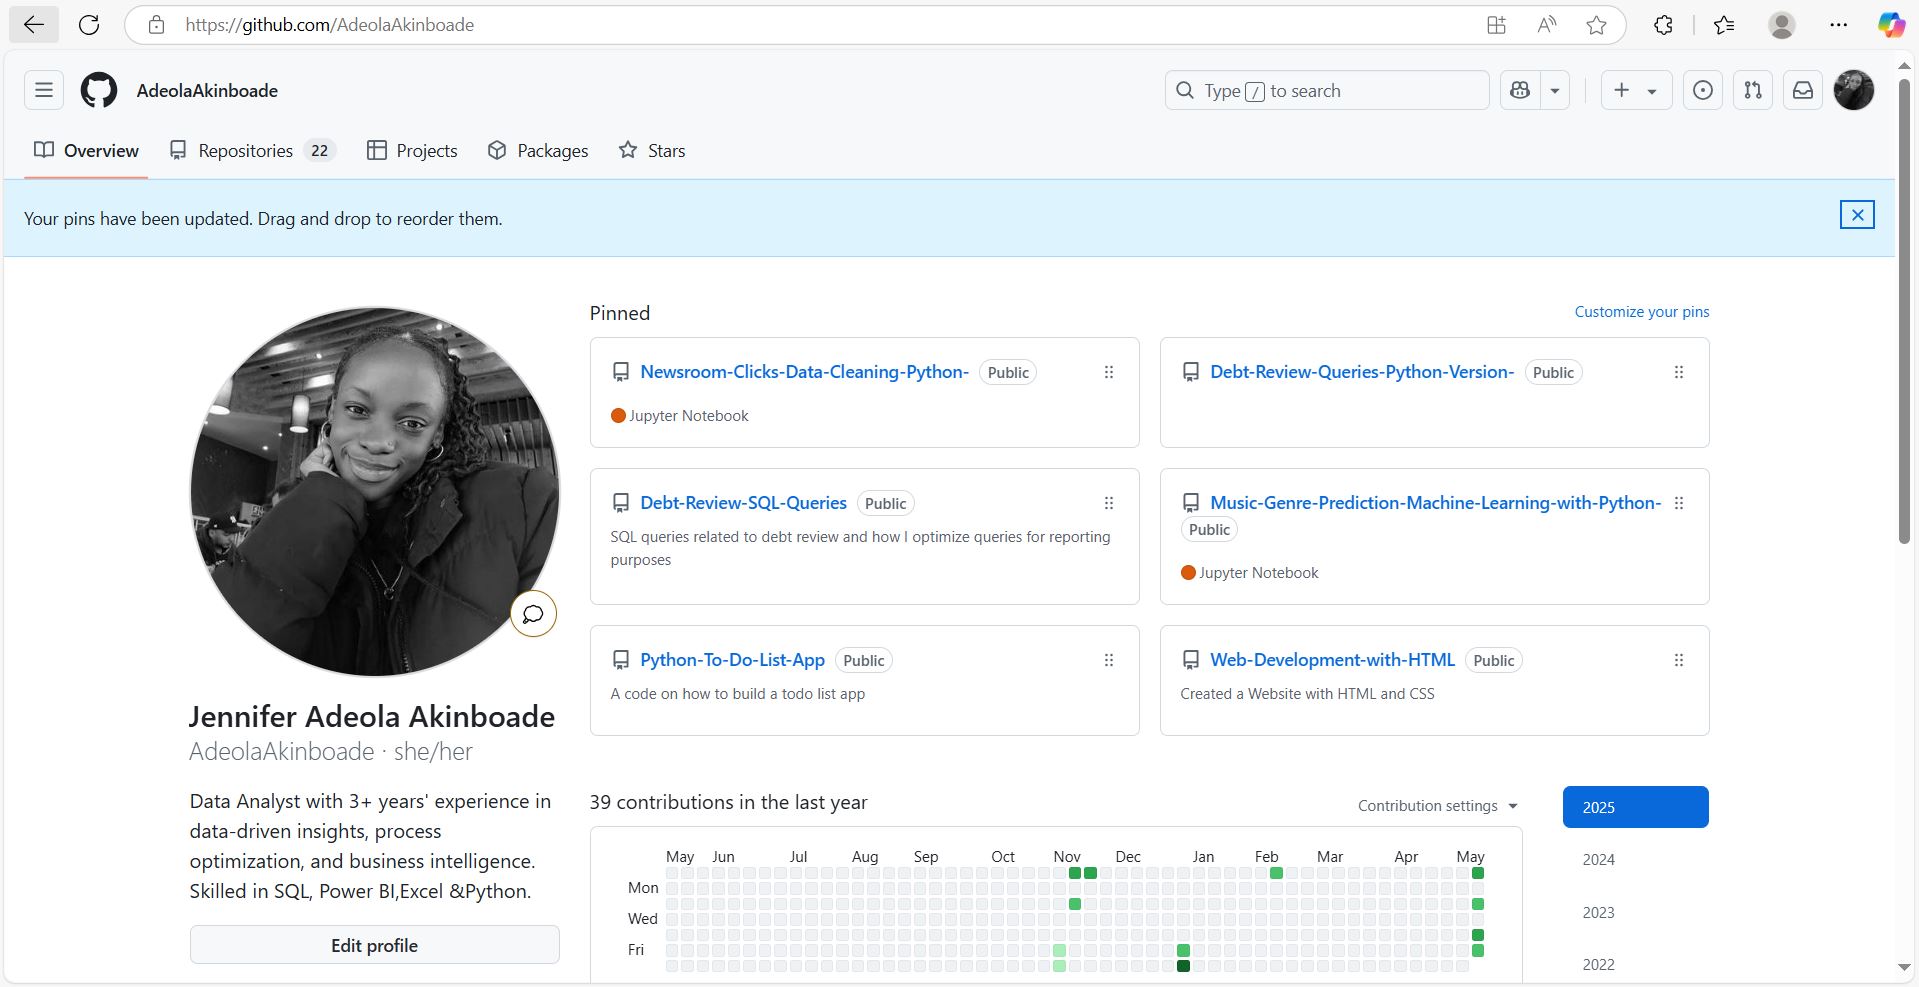 https://github.com/AdeolaAkinboade
AdeolaAkinboade
Type / to search
Overview
Repositories 22
Projects
Packages
Stars
Your pins have been updated. Drag and drop to reorder them.
Pinned
Customize your pins
Newsroom-Clicks-Data-Cleaning-Python- Public
Jupyter Notebook
Debt-Review-Queries-Python-Version- Public
Debt-Review-SQL-Queries Public
SQL queries related to debt review and how I optimize queries for reporting
purposes
Music-Genre-Prediction-Machine-Learning-with-Python-
Public
Jupyter Notebook
Python-To-Do-List-App Public
A code on how to build a todo list app
Web-Development-with-HTML Public
Created a Website with HTML and CSS
Jennifer Adeola Akinboade
AdeolaAkinboade · she/her
Data Analyst with 3+ years' experience in
data-driven insights, process
optimization, and business intelligence.
Skilled in SQL, Power BI,Excel &Python.
Edit profile
39 contributions in the last year
Contribution settings
May Jun Jul Aug Sep Oct Nov Dec Jan Feb Mar Apr May
Mon
Wed
Fri
2025
2024
2023
2022